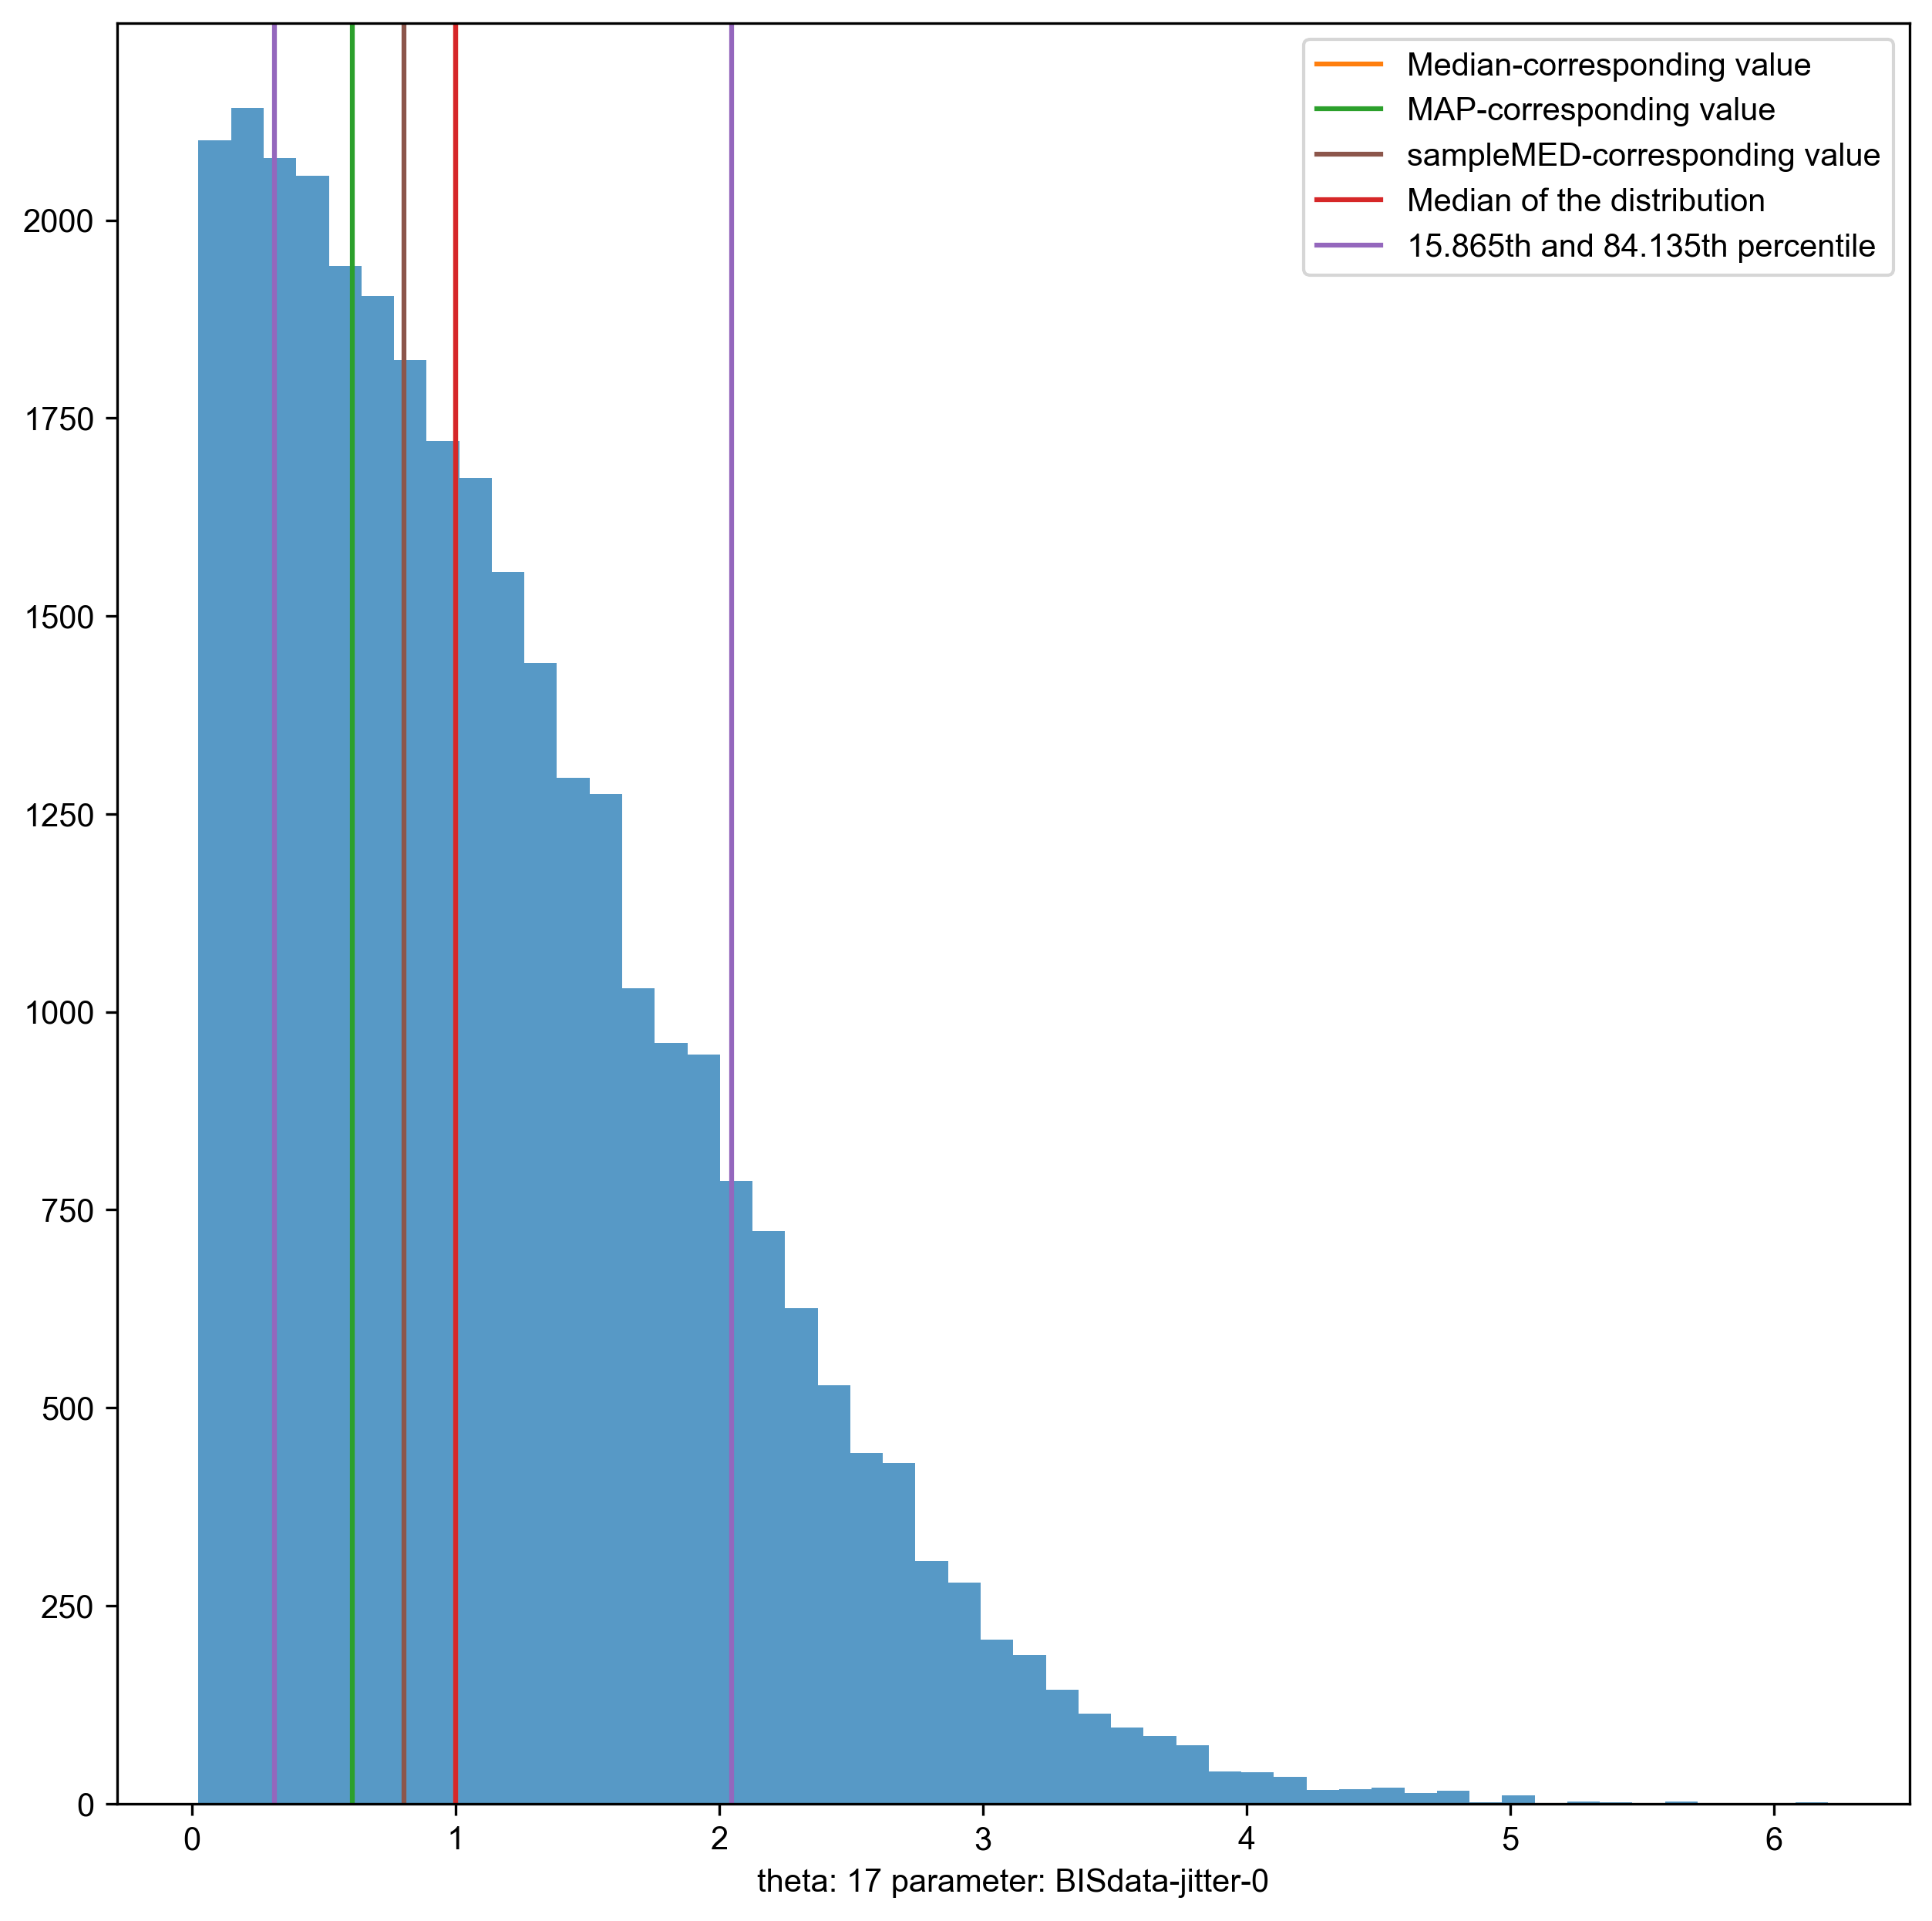 Median-corresponding value
MAP-corresponding value
sampleMED-corresponding value
Median of the distribution
15.865th and 84.135th percentile
2000
1750
1500
1250
1000
750
500
250
0
0 1 2 3 4 5 6
theta: 17 parameter: BISdata-jitter-0